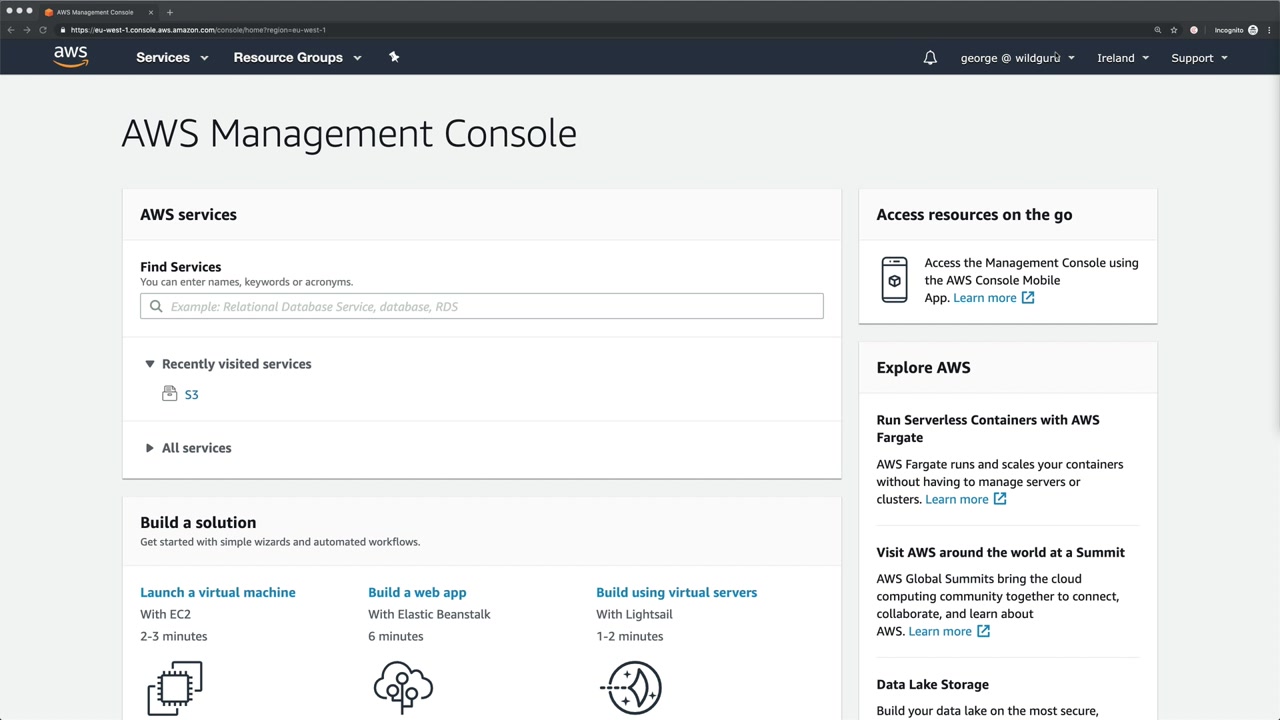 AWS Management Console
https://eu-west-1.console.aws.amazon.com/console/home?region=eu-west-1
Incognito
aws
Services
Resource Groups
george @ wildguru
Ireland
Support
AWS Management Console
AWS services
Find Services
You can enter names, keywords or acronyms.
Example: Relational Database Service, database, RDS
Recently visited services
S3
All services
Build a solution
Get started with simple wizards and automated workflows.
Launch a virtual machine
With EC2
2-3 minutes
Build a web app
With Elastic Beanstalk
6 minutes
Build using virtual servers
With Lightsail
1-2 minutes
Access resources on the go
Access the Management Console using
the AWS Console Mobile
App. Learn more
Explore AWS
Run Serverless Containers with AWS
Fargate
AWS Fargate runs and scales your containers
without having to manage servers or
clusters. Learn more
Visit AWS around the world at a Summit
AWS Global Summits bring the cloud
computing community together to connect,
collaborate, and learn about
AWS. Learn more
Data Lake Storage
Build your data lake on the most secure,